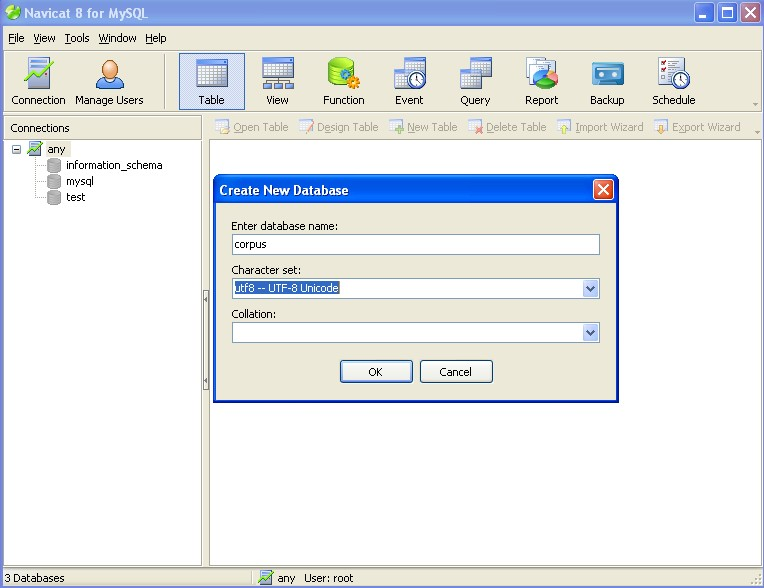 Navicat 8 for MySQL
File View Tools Window Help
Connection Manage Users Table View Function Event Query Report Backup Schedule
Connections
Open Table Design Table New Table Delete Table Import Wizard Export Wizard
any
information_schema
mysql
test
Create New Database
Enter database name:
corpus
Character set:
utf8 -- UTF-8 Unicode
Collation:
OK Cancel
3 Databases any User: root